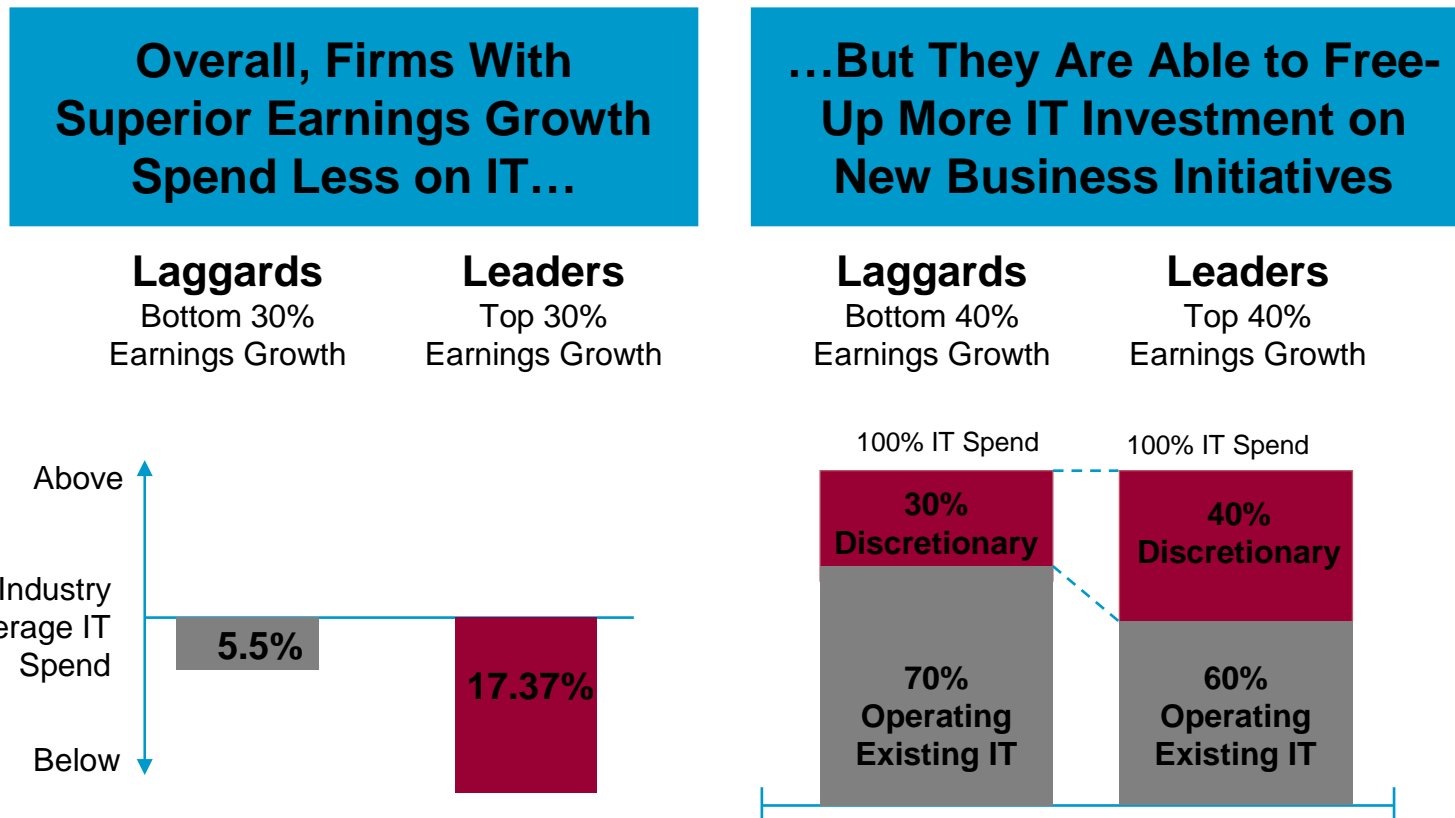 Overall, Firms With
Superior Earnings Growth
Spend Less on IT…
…But They Are Able to Free-
Up More IT Investment on
New Business Initiatives
Laggards
Bottom 30%
Earnings Growth
Leaders
Top 30%
Earnings Growth
Laggards
Bottom 40%
Earnings Growth
Leaders
Top 40%
Earnings Growth
Above
Industry
erage IT
Spend
Below
5.5%
17.37%
100% IT Spend
100% IT Spend
30%
Discretionary
40%
Discretionary
70%
Operating
Existing IT
60%
Operating
Existing IT